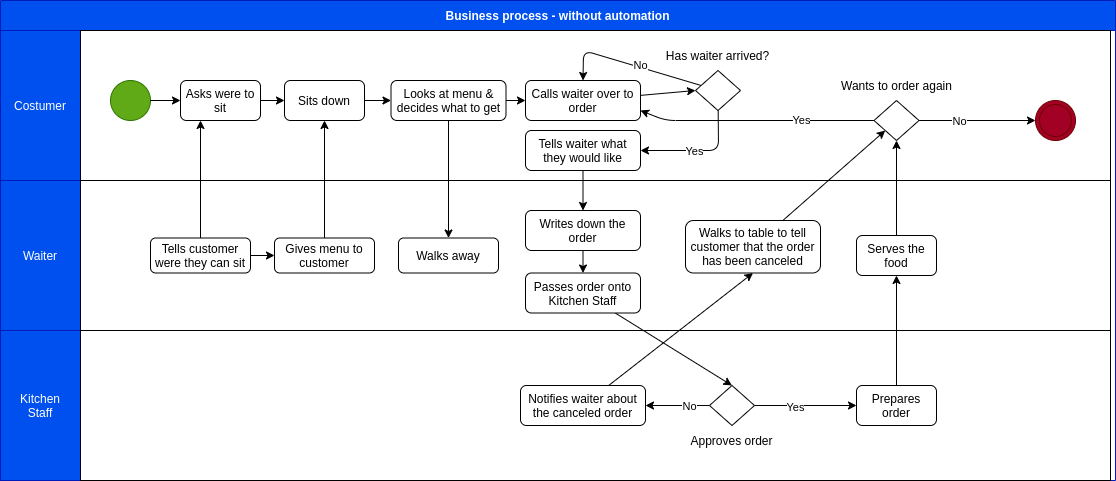 Business process - without automation
Costumer
Asks were to
sit
Sits down
Looks at menu &
decides what to get
Calls waiter over to
order
No
Has waiter arrived?
Yes
Tells waiter what
they would like
Wants to order again
Yes
No
Waiter
Tells customer
were they can sit
Gives menu to
customer
Walks away
Writes down the
order
Passes order onto
Kitchen Staff
Walks to table to tell
customer that the order
has been canceled
Serves the
food
Kitchen
Staff
Notifies waiter about
the canceled order
No
Approves order
Yes
Prepares
order